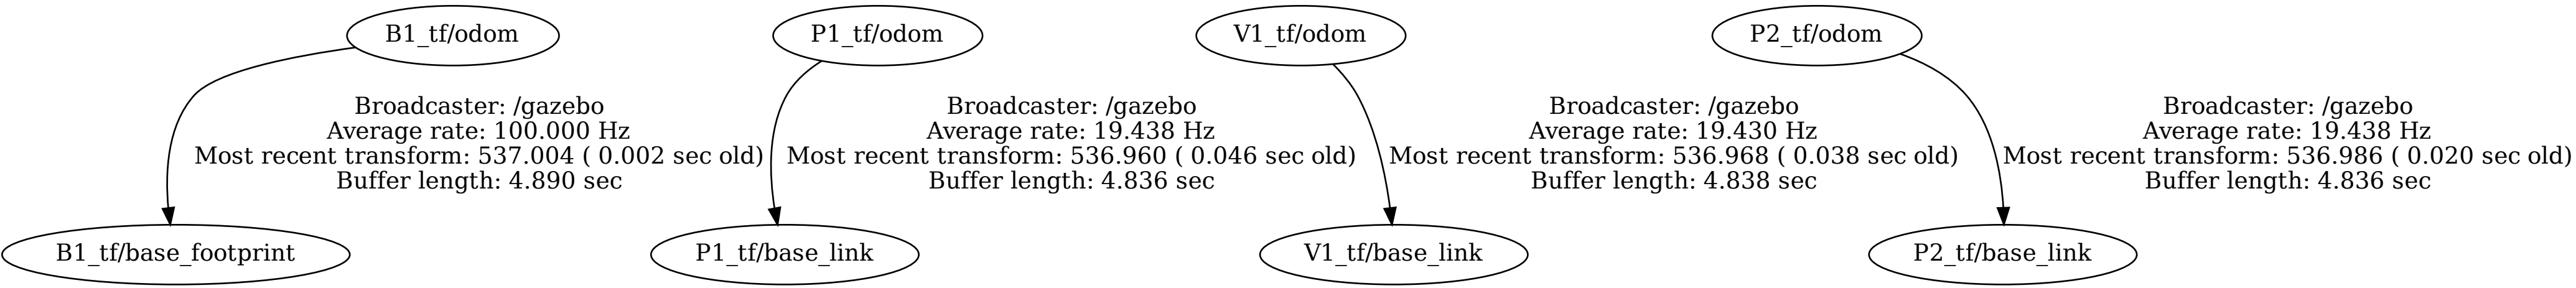 B1_tf/odom
P1_tf/odom
V1_tf/odom
P2_tf/odom
Broadcaster: /gazebo
Average rate: 100.000 Hz
Most recent transform: 537.004 ( 0.002 sec old)
Buffer length: 4.890 sec
Broadcaster: /gazebo
Average rate: 19.438 Hz
Most recent transform: 536.960 ( 0.046 sec old)
Buffer length: 4.836 sec
Broadcaster: /gazebo
Average rate: 19.430 Hz
Most recent transform: 536.968 ( 0.038 sec old)
Buffer length: 4.838 sec
Broadcaster: /gazebo
Average rate: 19.438 Hz
Most recent transform: 536.986 ( 0.020 sec old)
Buffer length: 4.836 sec
B1_tf/base_footprint
P1_tf/base_link
V1_tf/base_link
P2_tf/base_link